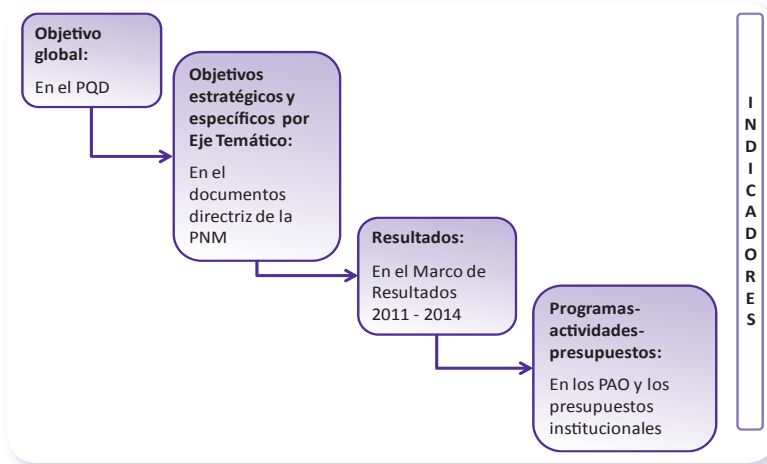 Objetivo
global:
En el PQD
Objetivos
estratégicos y
específicos por
Eje Temático:
En el
documentos
directriz de la
PNM
Resultados:
En el Marco de
Resultados
2011 - 2014
Programas-
actividades-
presupuestos:
En los PAO y los
presupuestos
institucionales
I
N
D
I
C
A
D
O
R
E
S